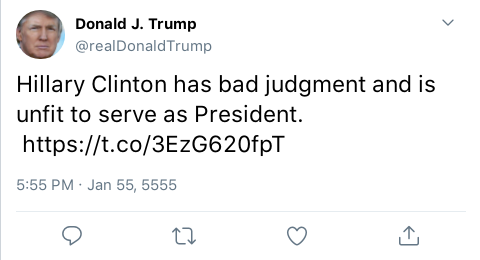 Donald J. Trump
@realDonaldTrump
Hillary Clinton has bad judgment and is
unfit to serve as President.
https://t.co/3EzG620fpT
5:55 PM · Jan 55, 5555